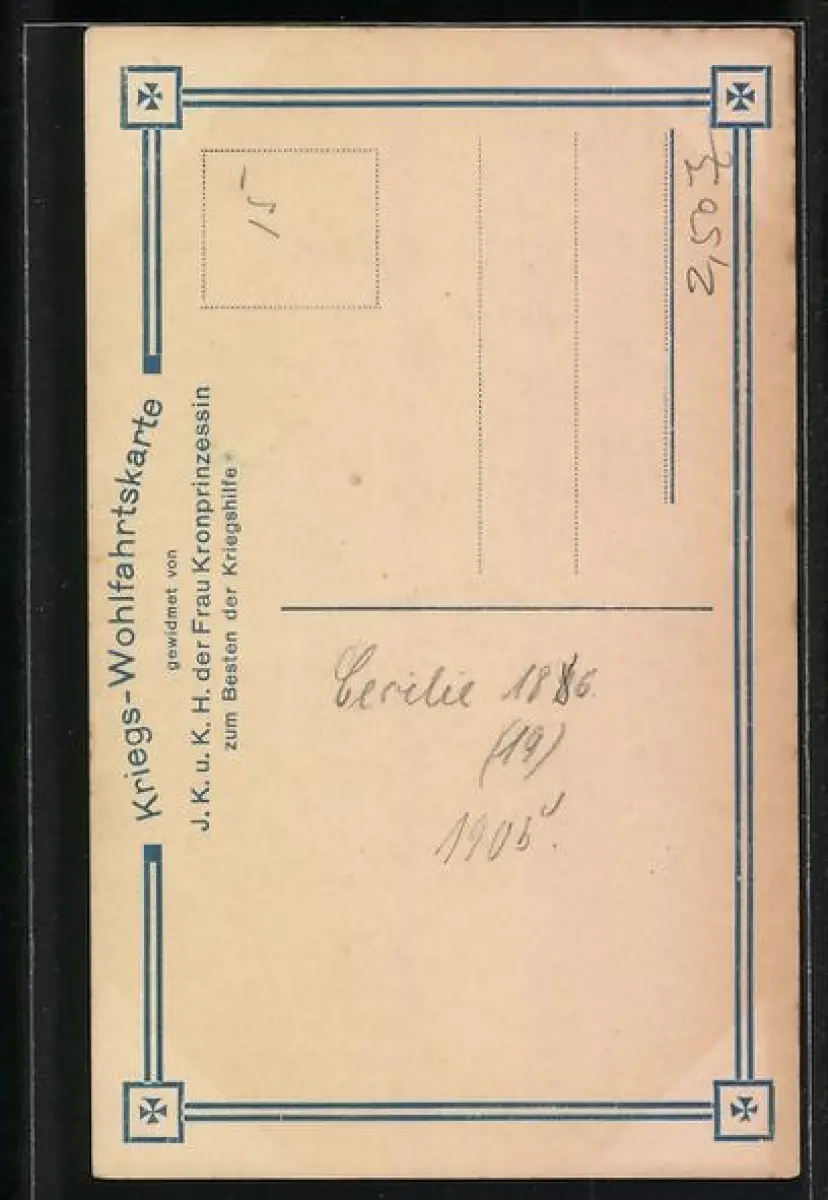 Kriegs-Wohlfahrtskarte
gewidmet von
J. K. u. K. H. der Frau Kronprinzessin
zum Besten der Kriegshilfe
15
2,50
Cecilie 1886
(19)
1905